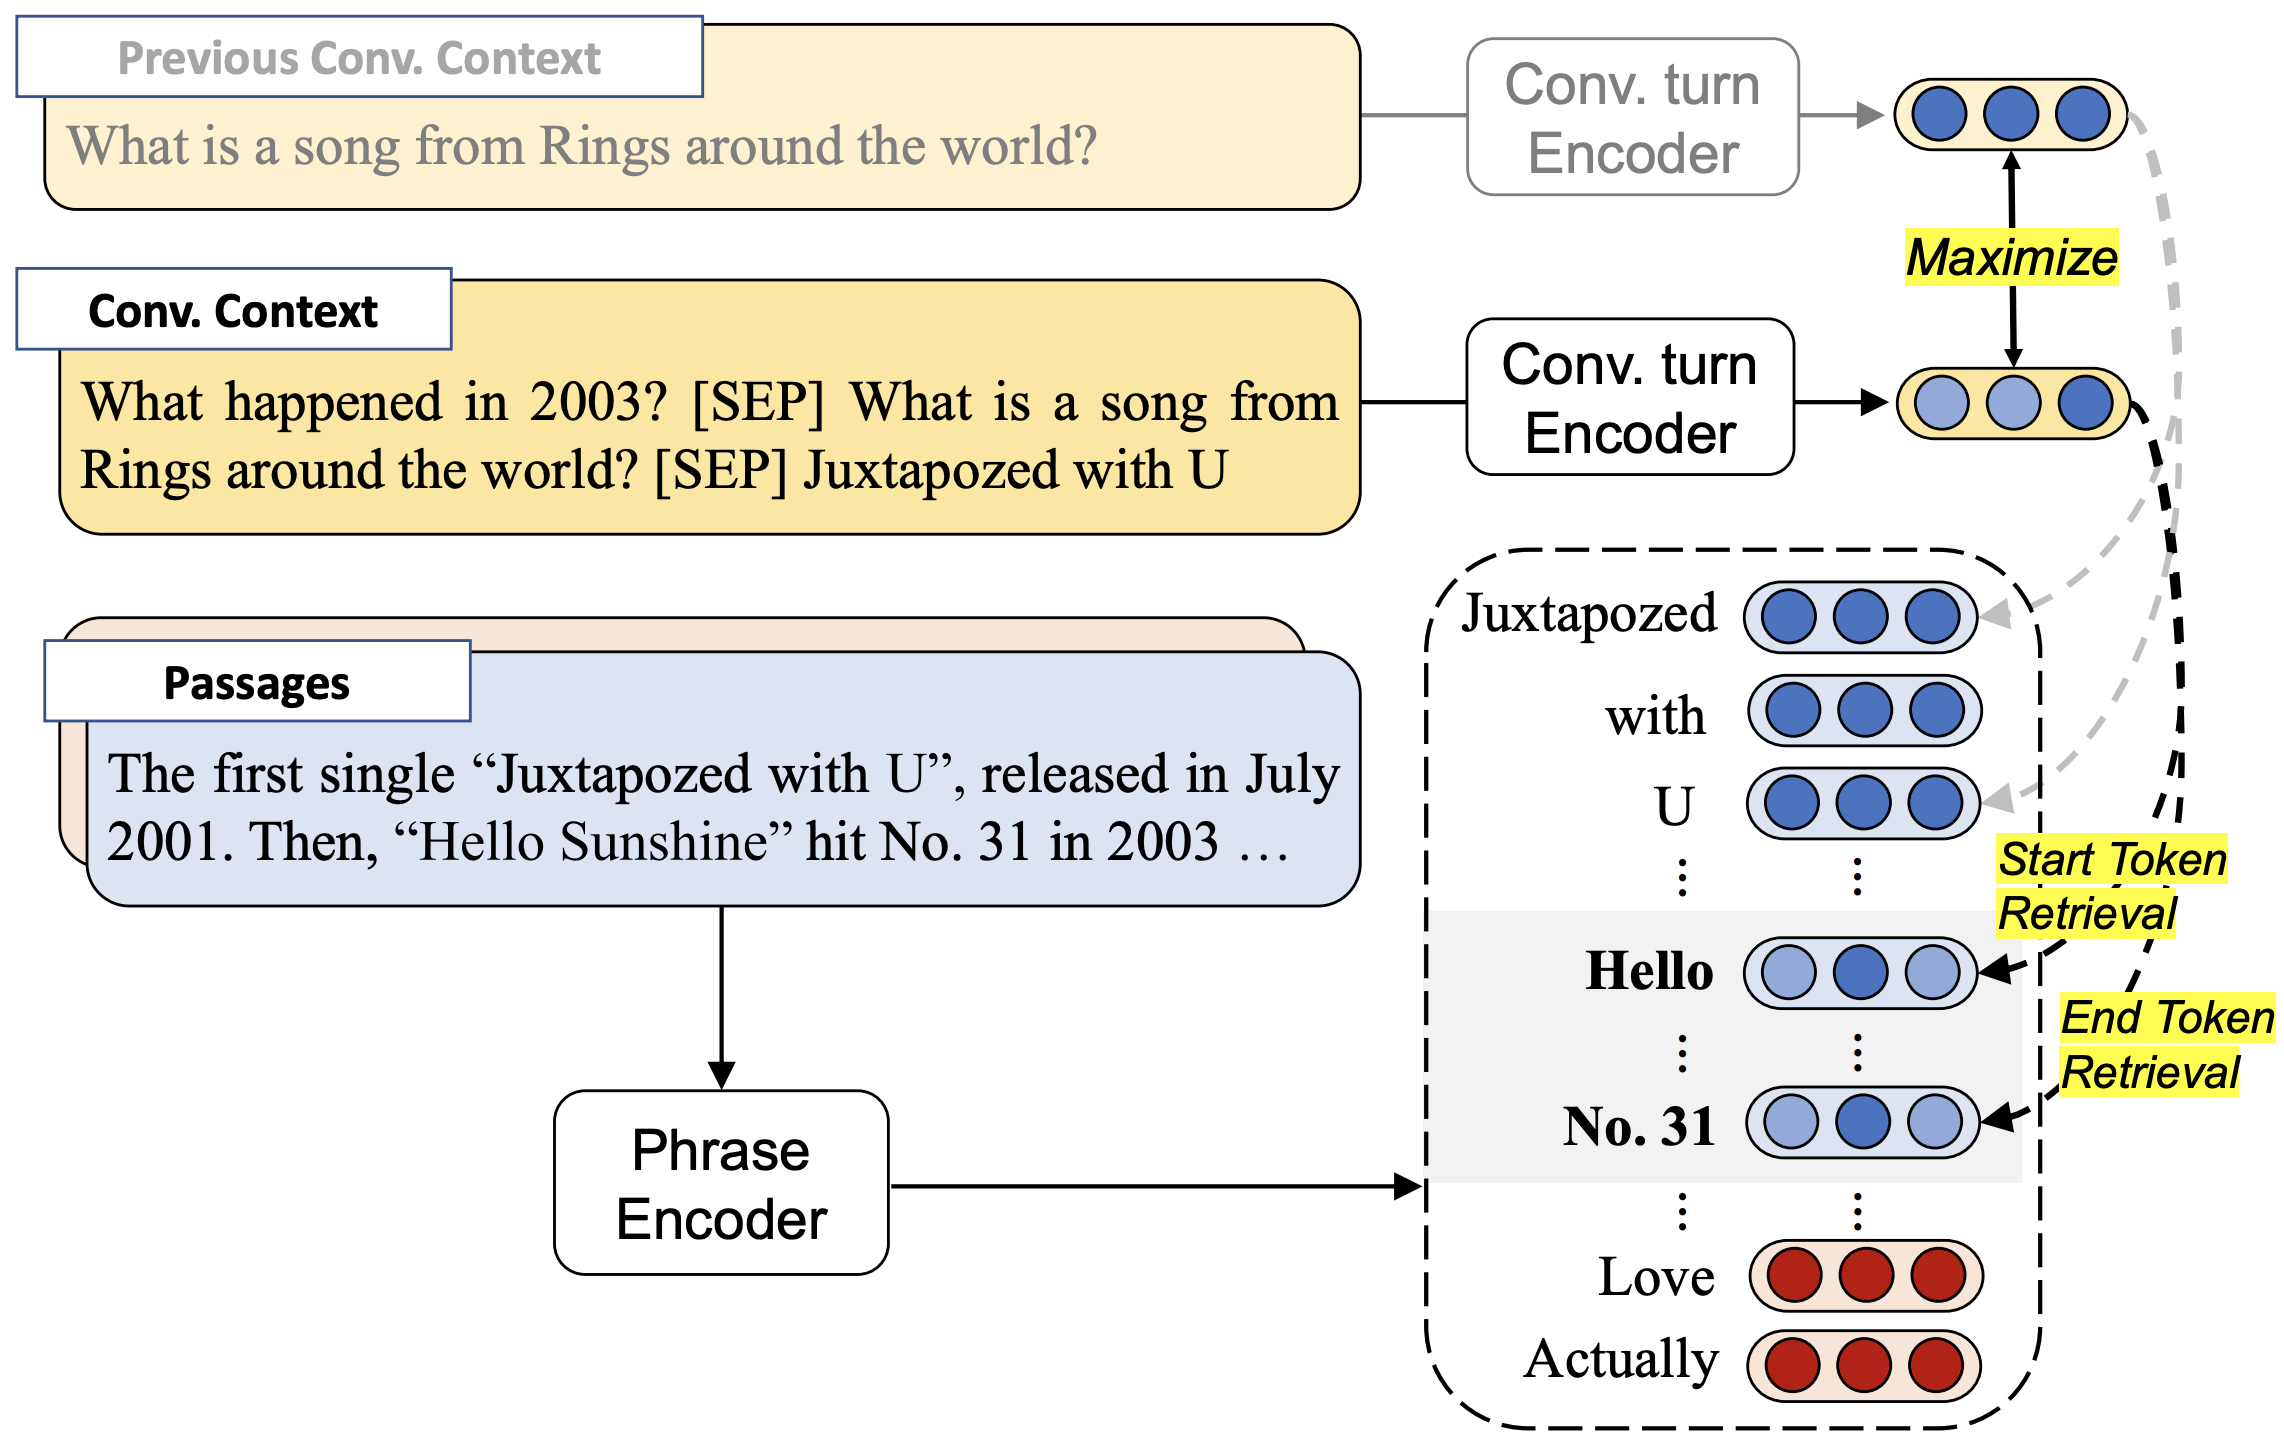 Previous Conv. Context
What is a song from Rings around the world?
Conv. turn
Encoder
Maximize
Conv. Context
What happened in 2003? [SEP] What is a song from
Rings around the world? [SEP] Juxtapozed with U
Conv. turn
Encoder
Passages
The first single “Juxtapozed with U”, released in July
2001. Then, “Hello Sunshine” hit No. 31 in 2003 …
Phrase
Encoder
Juxtapozed
with
U
Start Token
Retrieval
Hello
End Token
Retrieval
No. 31
Love
Actually